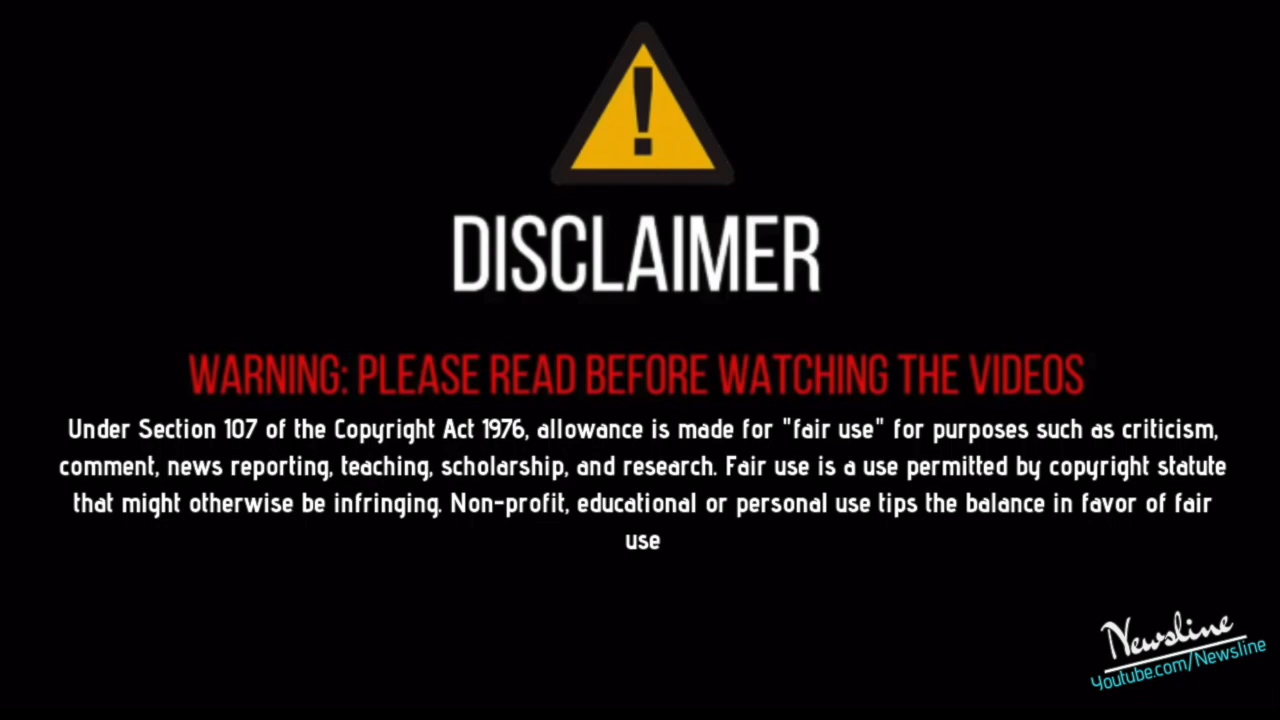 !
DISCLAIMER
WARNING: PLEASE READ BEFORE WATCHING THE VIDEOS
Under Section 107 of the Copyright Act 1976, allowance is made for "fair use" for purposes such as criticism,
comment, news reporting, teaching, scholarship, and research. Fair use is a use permitted by copyright statute
that might otherwise be infringing. Non-profit, educational or personal use tips the balance in favor of fair
use
Newsline
Youtube.com/Newsline